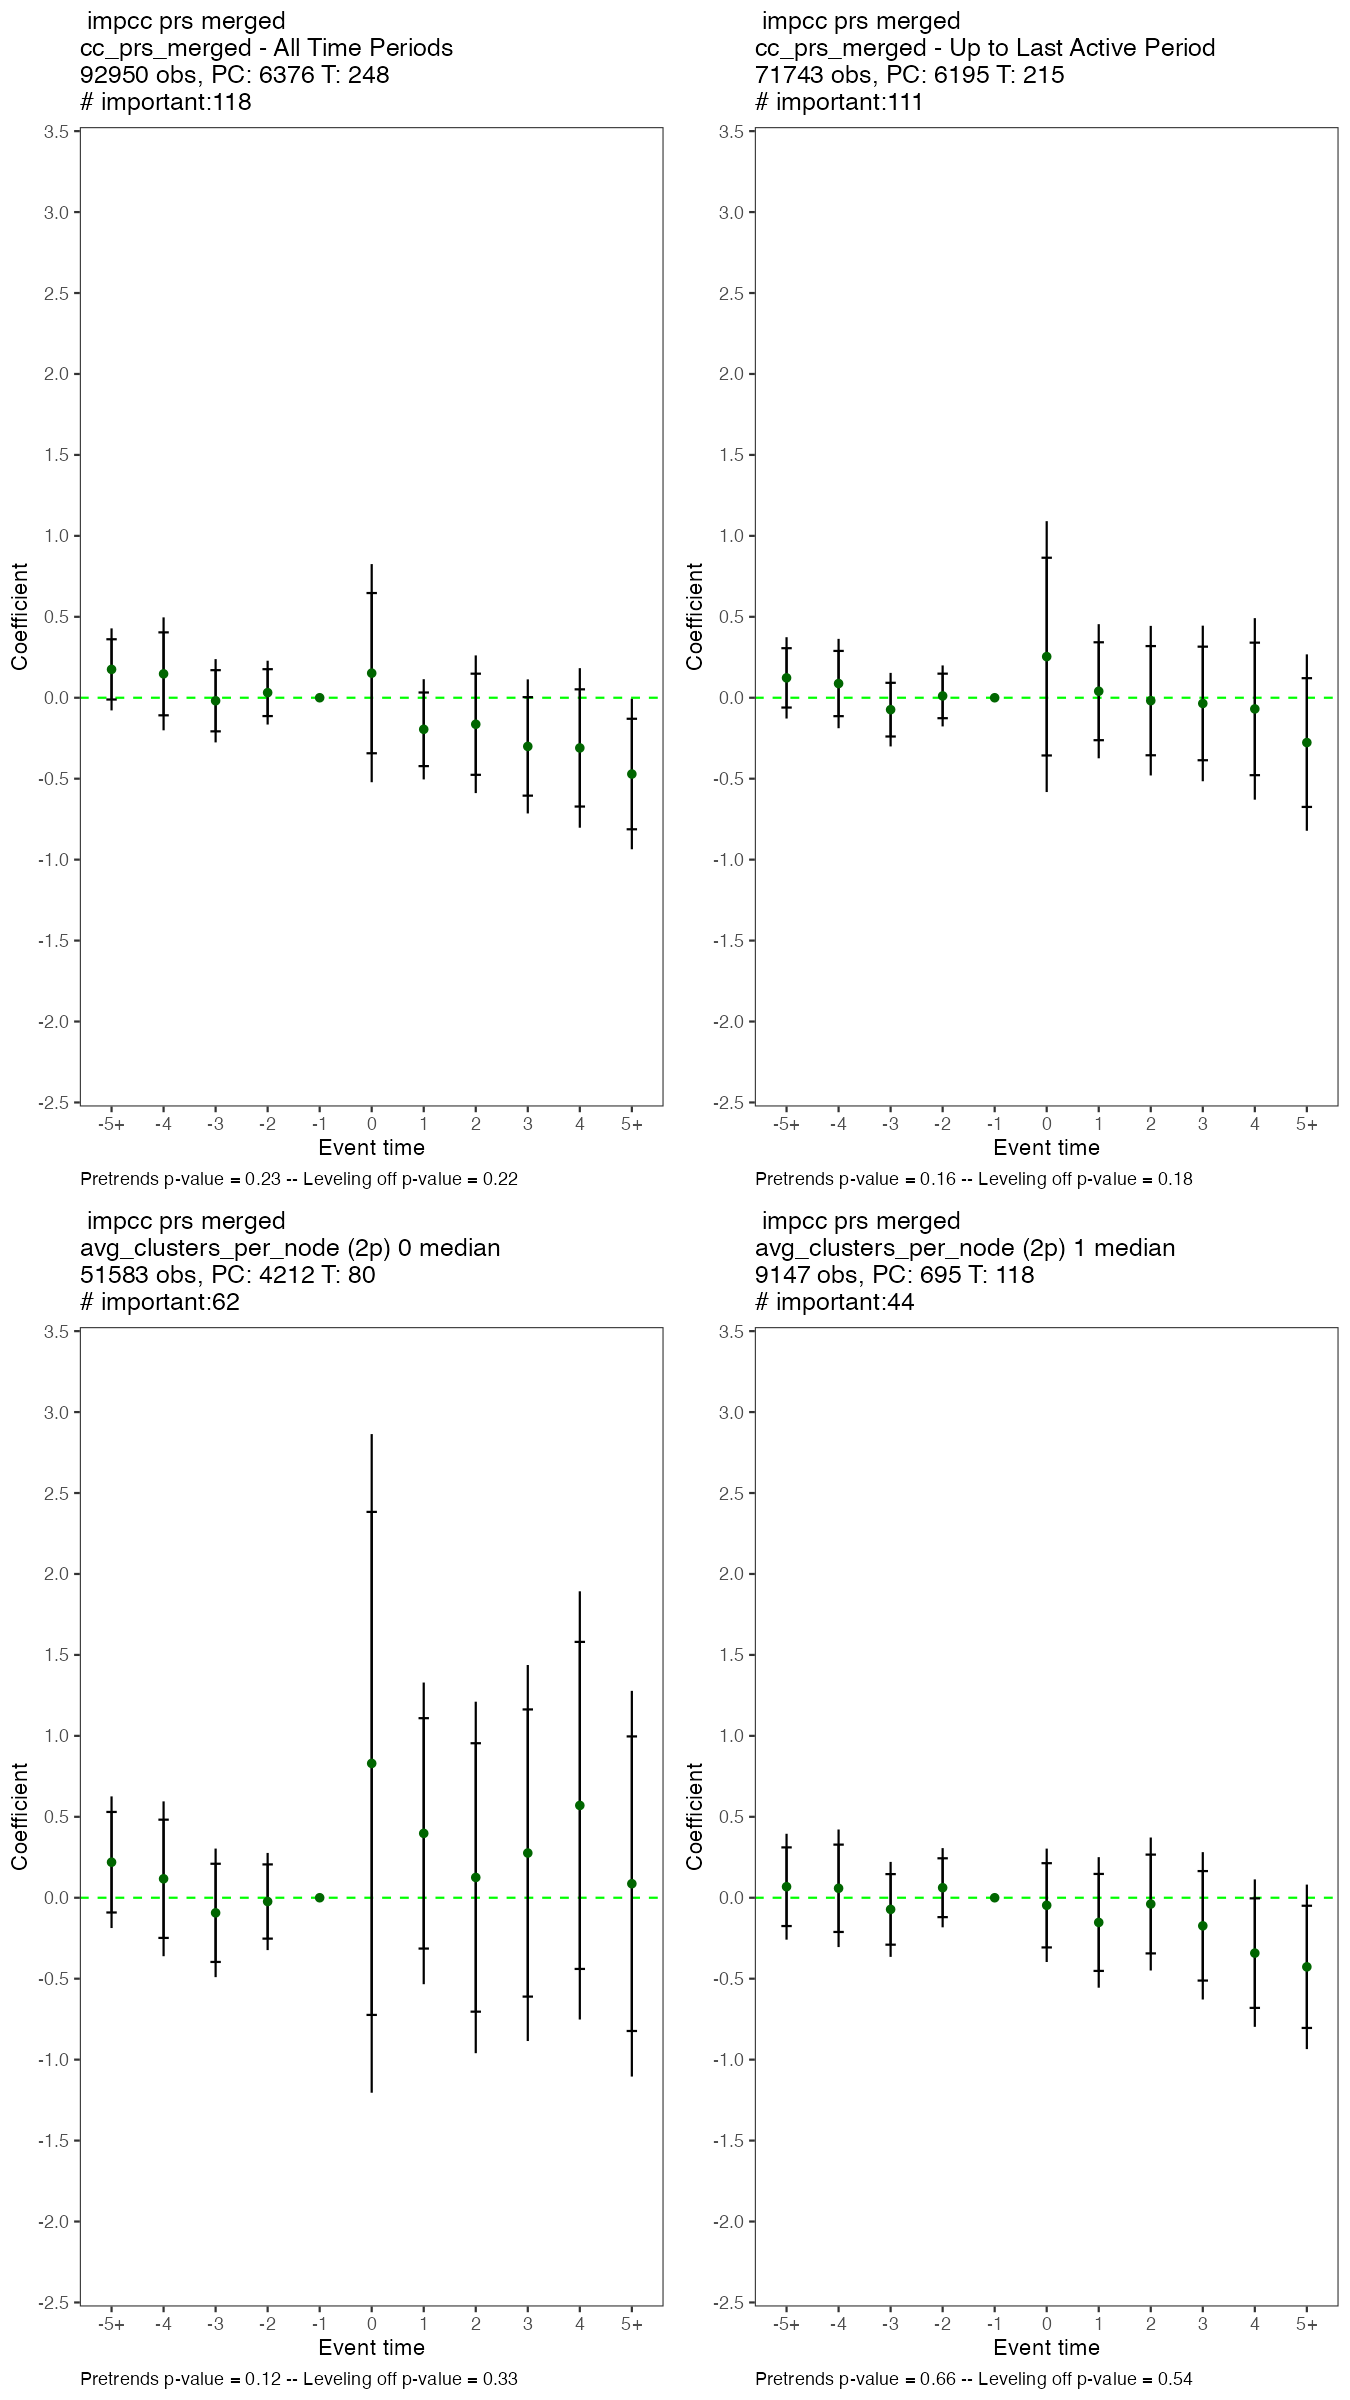 impcc prs merged
cc_prs_merged - All Time Periods
92950 obs, PC: 6376 T: 248
# important:118
3.5
3.0
2.5
2.0
1.5
1.0
0.5
0.0
-0.5
-1.0
-1.5
-2.0
-2.5
Coefficient
-5+ -4 -3 -2 -1 0 1 2 3 4 5+
Event time
Pretrends p-value = 0.23 -- Leveling off p-value = 0.22
impcc prs merged
cc_prs_merged - Up to Last Active Period
71743 obs, PC: 6195 T: 215
# important:111
3.5
3.0
2.5
2.0
1.5
1.0
0.5
0.0
-0.5
-1.0
-1.5
-2.0
-2.5
Coefficient
-5+ -4 -3 -2 -1 0 1 2 3 4 5+
Event time
Pretrends p-value = 0.16 -- Leveling off p-value = 0.18
impcc prs merged
avg_clusters_per_node (2p) 0 median
51583 obs, PC: 4212 T: 80
# important:62
3.5
3.0
2.5
2.0
1.5
1.0
0.5
0.0
-0.5
-1.0
-1.5
-2.0
-2.5
Coefficient
-5+ -4 -3 -2 -1 0 1 2 3 4 5+
Event time
Pretrends p-value = 0.12 -- Leveling off p-value = 0.33
impcc prs merged
avg_clusters_per_node (2p) 1 median
9147 obs, PC: 695 T: 118
# important:44
3.5
3.0
2.5
2.0
1.5
1.0
0.5
0.0
-0.5
-1.0
-1.5
-2.0
-2.5
Coefficient
-5+ -4 -3 -2 -1 0 1 2 3 4 5+
Event time
Pretrends p-value = 0.66 -- Leveling off p-value = 0.54